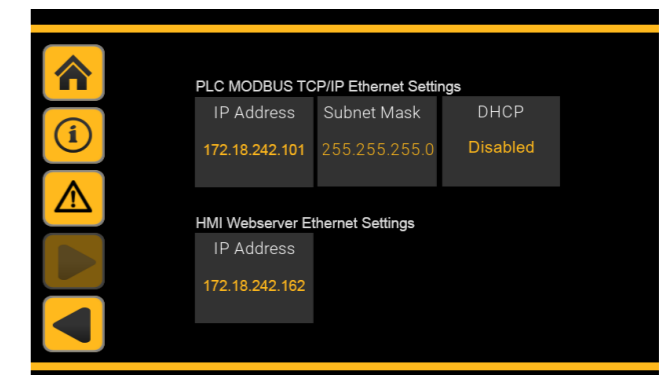 PLC MODBUS TCP/IP Ethernet Settings
IP Address Subnet Mask DHCP
172.18.242.101 255.255.255.0 Disabled
HMI Webserver Ethernet Settings
IP Address
172.18.242.162